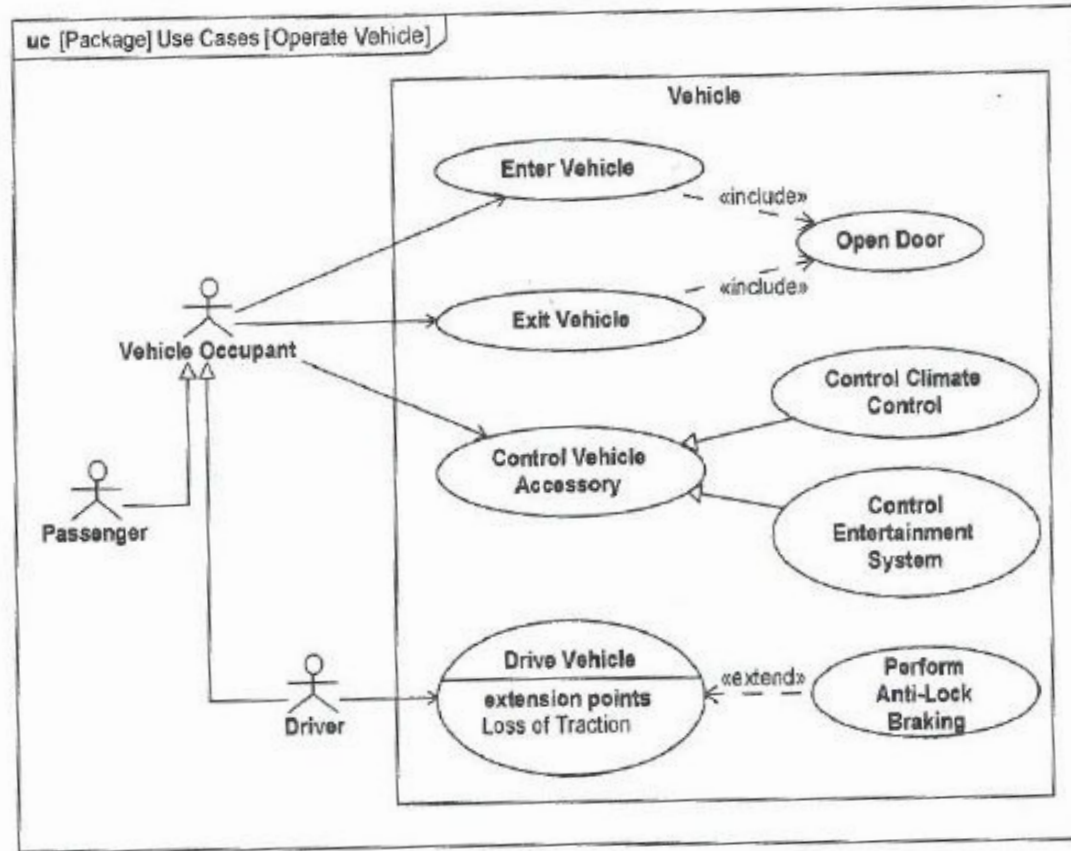 uc [Package] Use Cases [Operate Vehicle]
Vehicle
Enter Vehicle
«include»
Open Door
«include»
Exit Vehicle
Vehicle Occupant
Control Climate
Control
Control Vehicle
Accessory
Control
Entertainment
System
Passenger
Drive Vehicle
extension points
Loss of Traction
«extend»
Perform
Anti-Lock
Braking
Driver